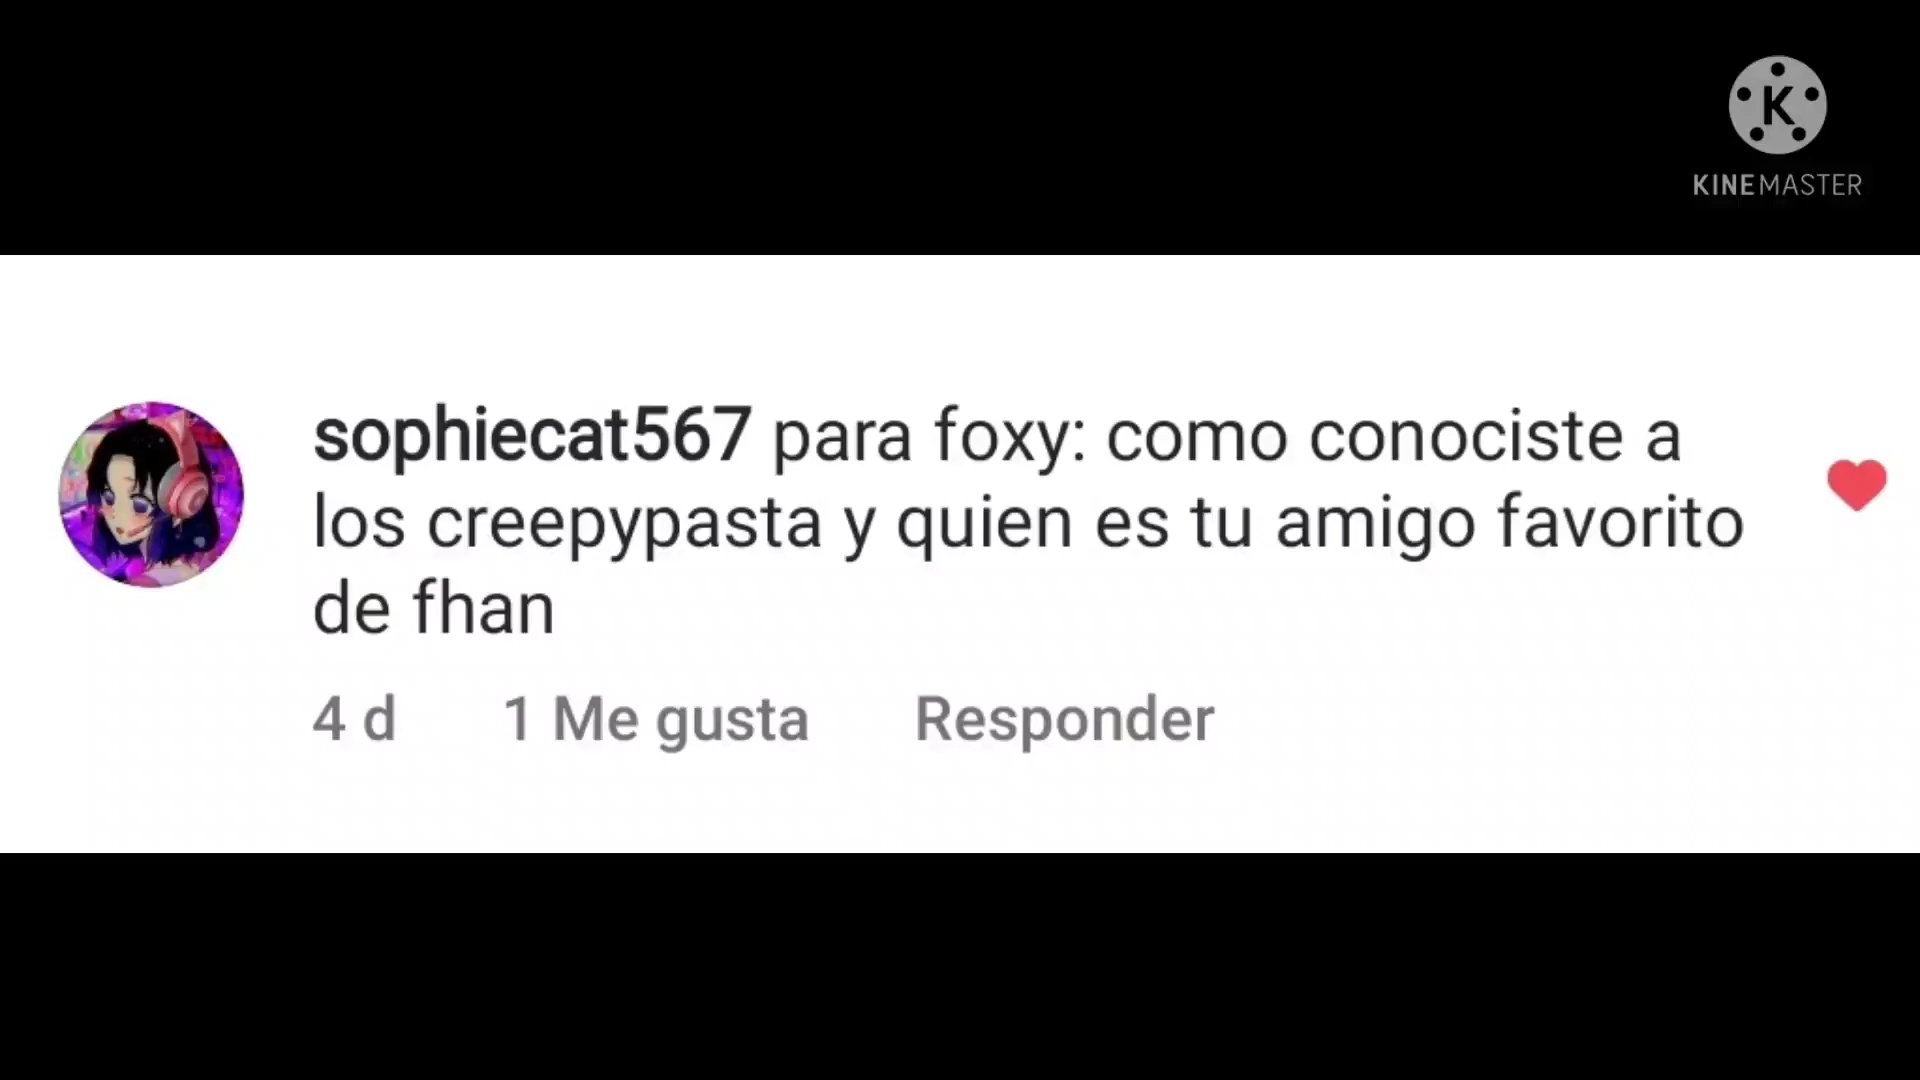 K
KINEMASTER
sophiecat567 para foxy: como conociste a
los creepypasta y quien es tu amigo favorito
de fhan
4 d 1 Me gusta Responder